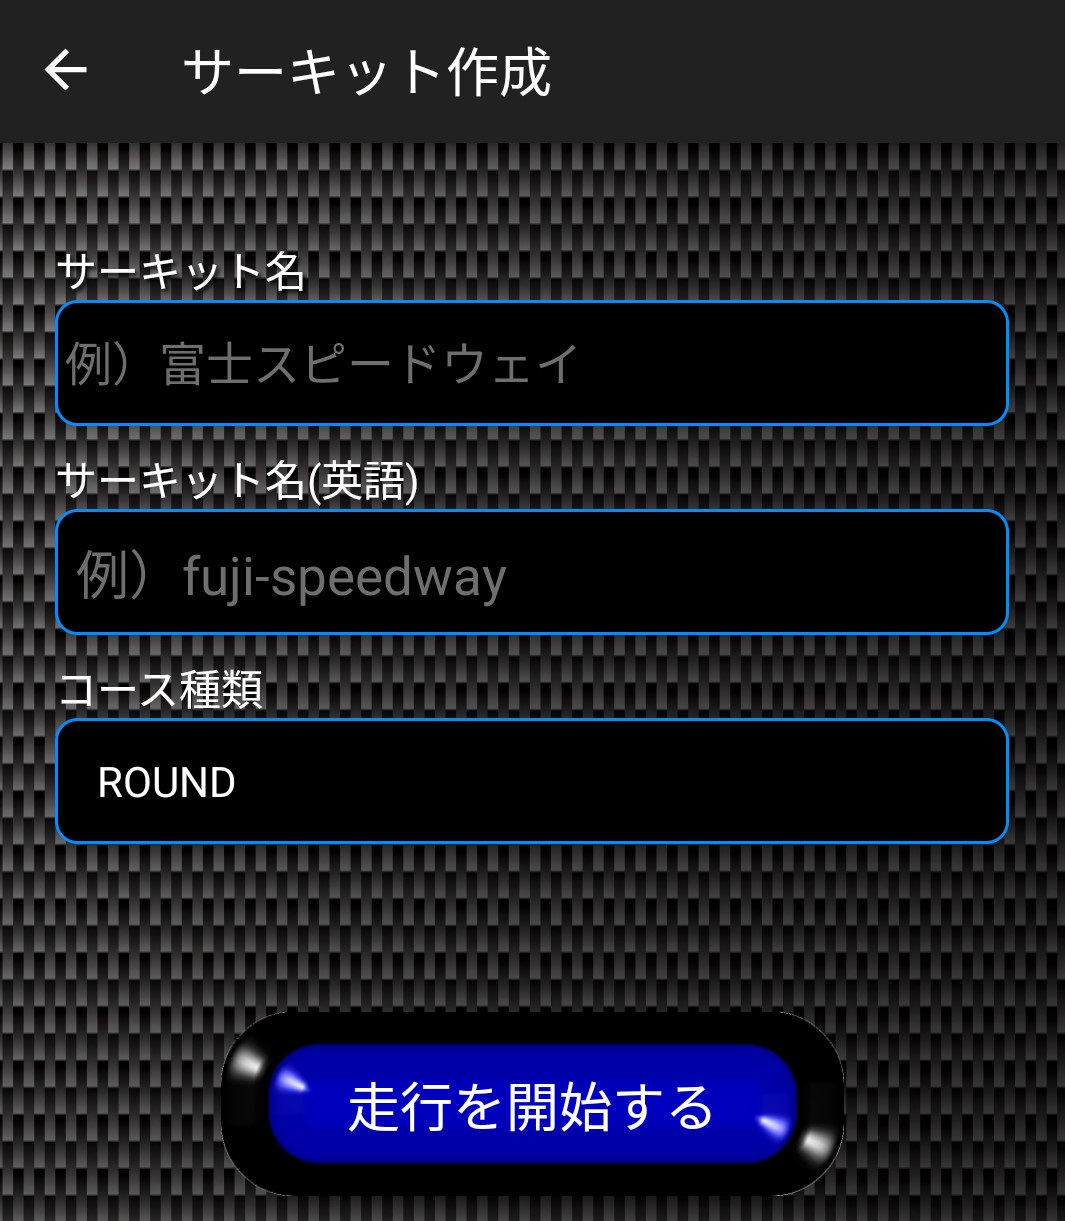 サーキット作成
サーキット名
例）富士スピードウェイ
サーキット名(英語)
例）fuji-speedway
コース種類
ROUND
走行を開始する